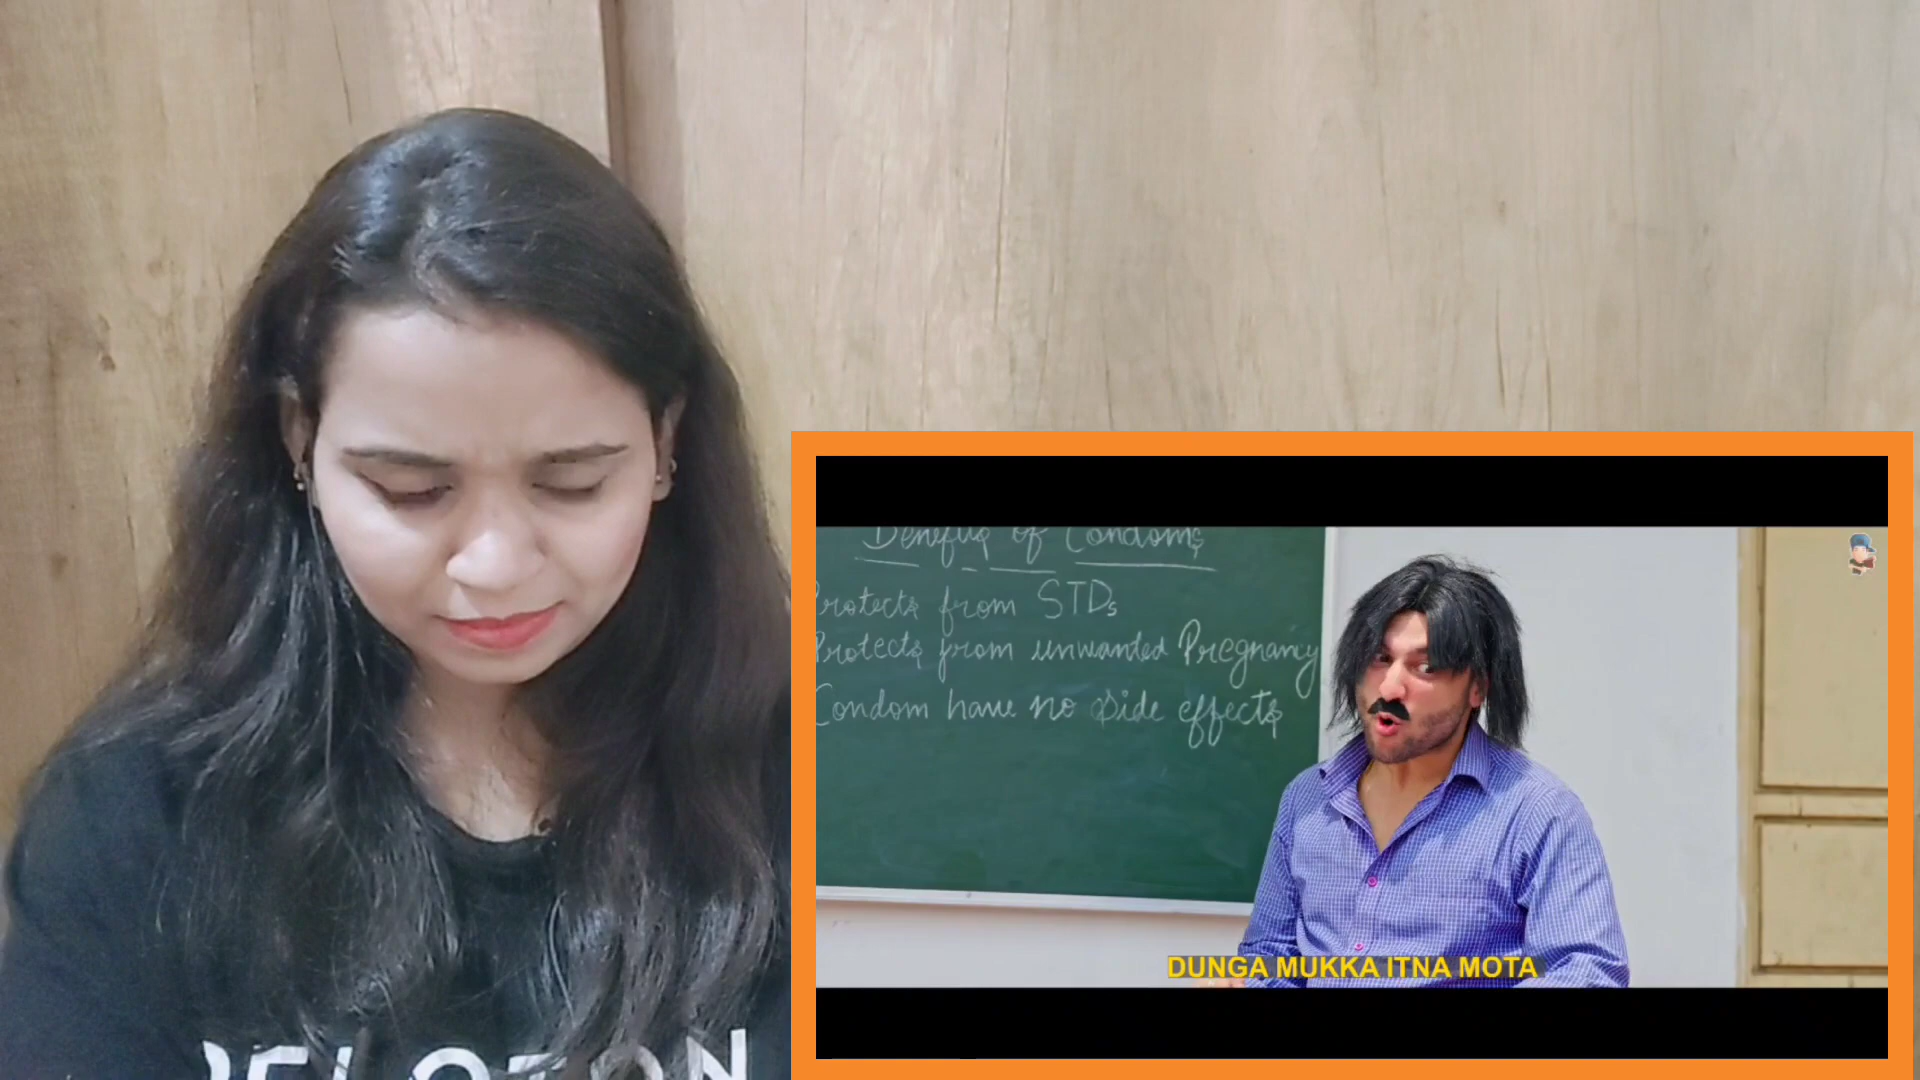 Benefits of Condoms
Protects from STDs
Protects from unwanted Pregnancy
Condom have no side effects
DUNGA MUKKA ITNA MOTA
PELOTON